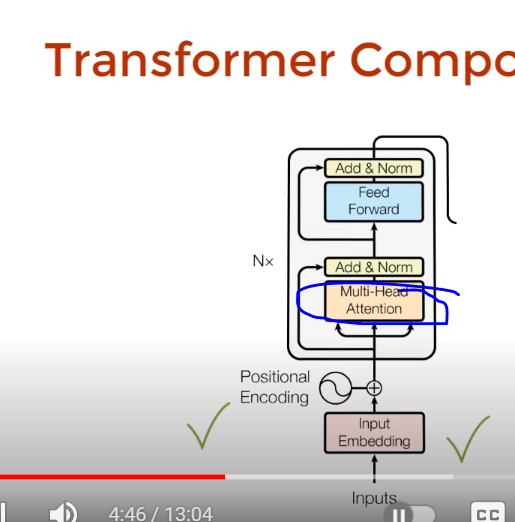 Transformer Compo
Add & Norm
Feed
Forward
Nx
Add & Norm
Multi-Head
Attention
Positional
Encoding
Input
Embedding
Inputs
4:46 / 13:04
CC